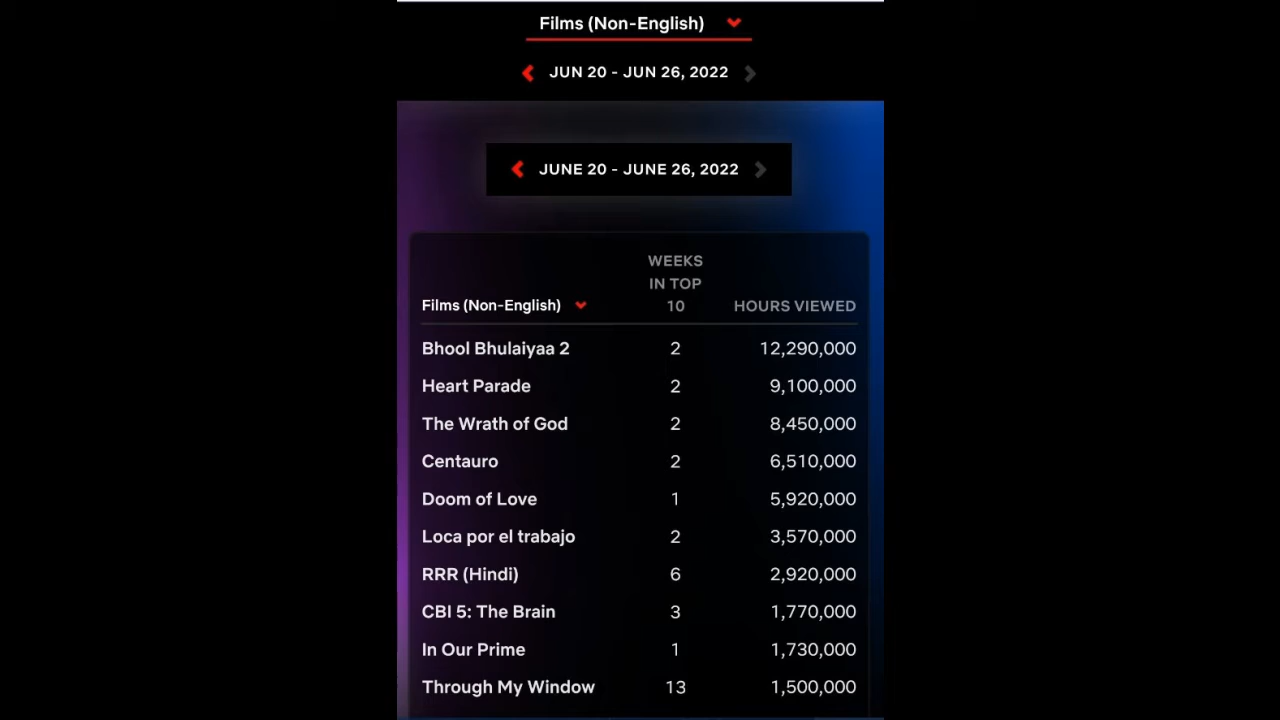 Films (Non-English)
JUN 20 - JUN 26, 2022
JUNE 20 - JUNE 26, 2022
WEEKS
IN TOP
Films (Non-English) 10 HOURS VIEWED
Bhool Bhulaiyaa 2 2 12,290,000
Heart Parade 2 9,100,000
The Wrath of God 2 8,450,000
Centauro 2 6,510,000
Doom of Love 1 5,920,000
Loca por el trabajo 2 3,570,000
RRR (Hindi) 6 2,920,000
CBI 5: The Brain 3 1,770,000
In Our Prime 1 1,730,000
Through My Window 13 1,500,000